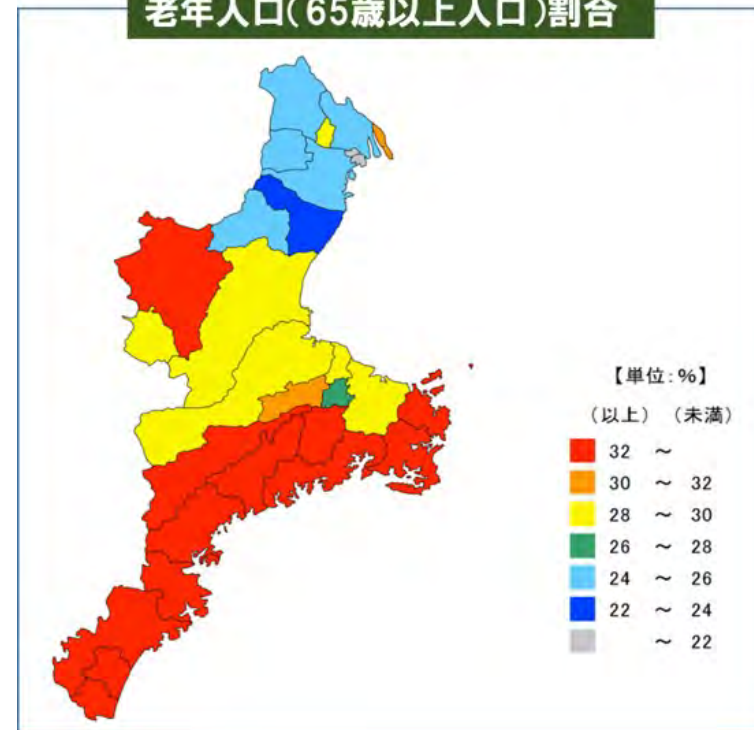 老年人口(65歳以上人口)割合
【単位:%】
(以上) (未満)
32 ～
30 ～ 32
28 ～ 30
26 ～ 28
24 ～ 26
22 ～ 24
～ 22